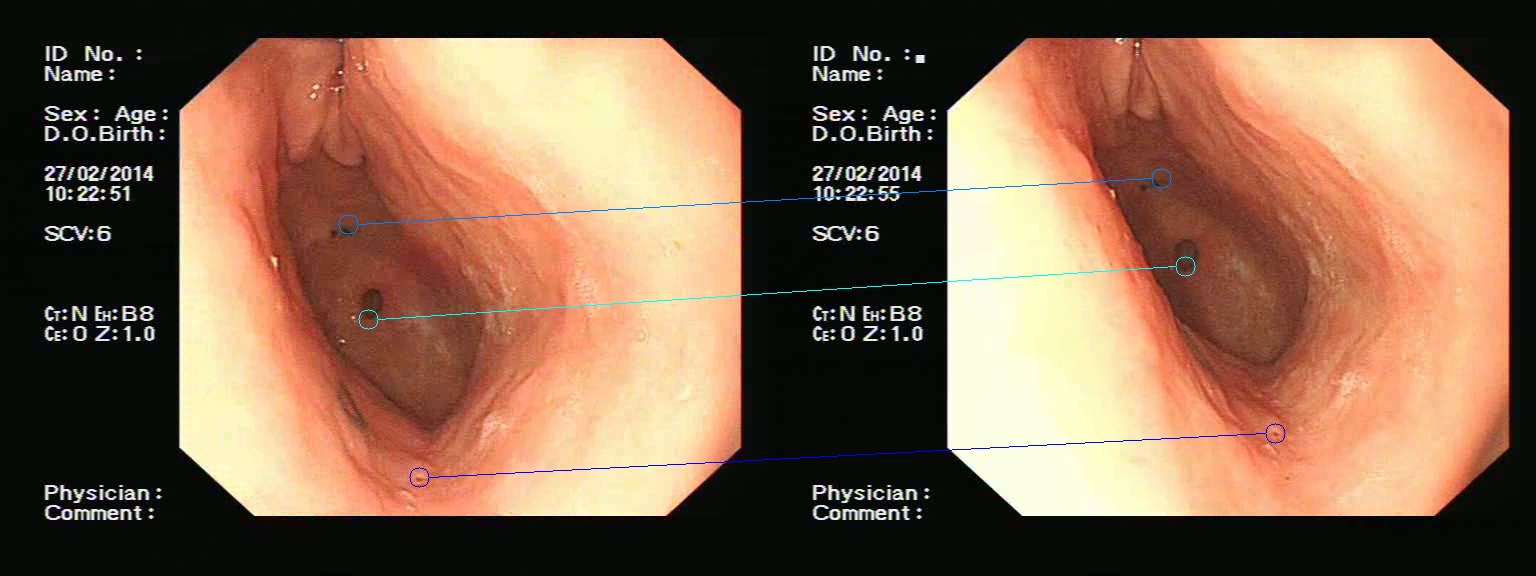 ID No. :
Name:
Sex: Age:
D.O.Birth:
27/02/2014
10:22:51
SCV:6
CT:N EH:B8
CE:0 Z:1.0
Physician:
Comment:
ID No. :
Name:
Sex: Age:
D.O.Birth:
27/02/2014
10:22:55
SCV:6
CT:N EH:B8
CE:0 Z:1.0
Physician:
Comment: